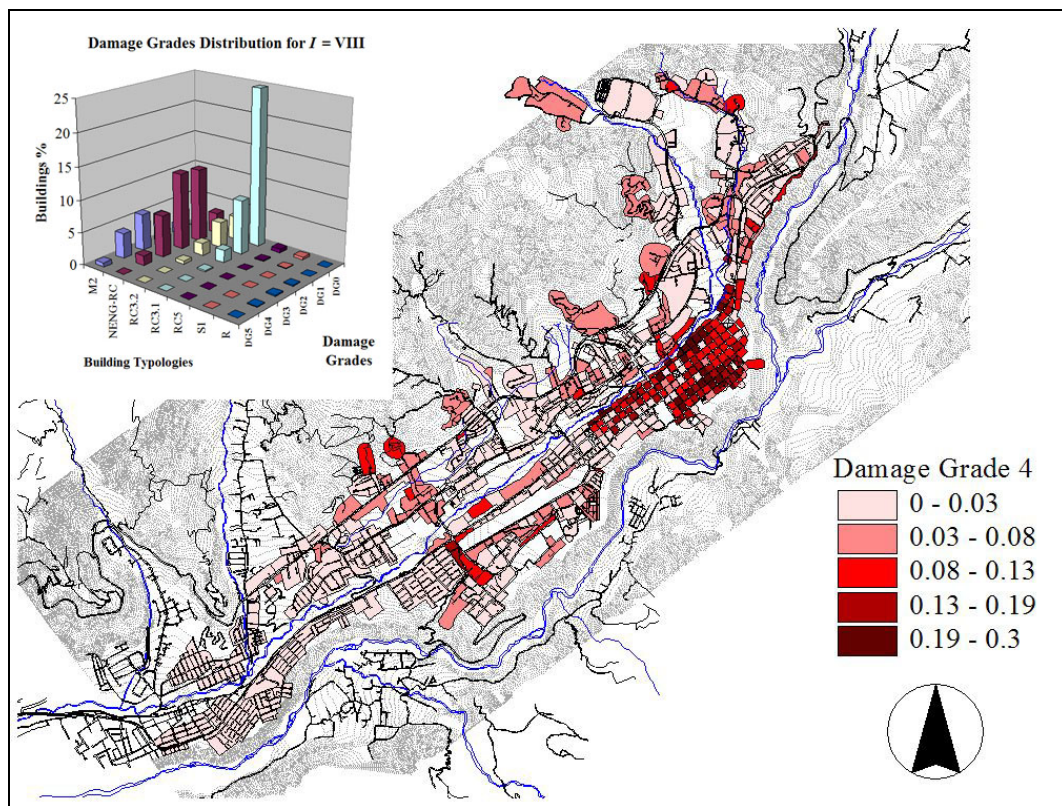 Damage Grades Distribution for I = VIII
Buildings %
25
20
15
10
5
0
M2
NENG-RC
RC3.2
RC3.1
RC5
S1
R
DG5
DG4
DG3
DG2
DG1
DG0
Building Typologies
Damage
Grades
Damage Grade 4
0 - 0.03
0.03 - 0.08
0.08 - 0.13
0.13 - 0.19
0.19 - 0.3